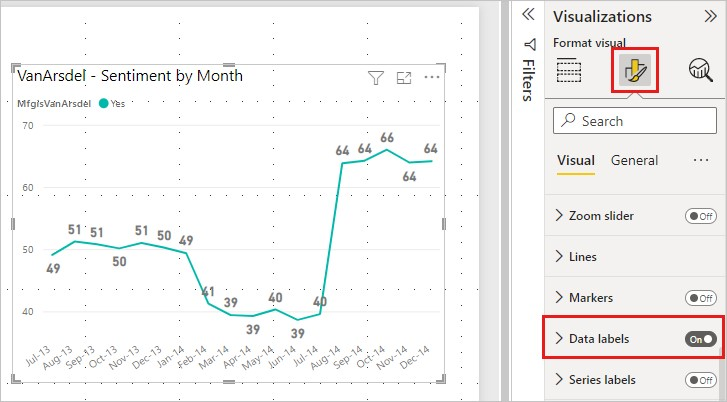 VanArsdel - Sentiment by Month
MfgIsVanArsdel Yes
70
60
50
40
49
51
51
50
51
50
49
41
39
39
40
39
40
64
64
66
64
64
Jul-13
Aug-13
Sep-13
Oct-13
Nov-13
Dec-13
Jan-14
Feb-14
Mar-14
Apr-14
May-14
Jun-14
Jul-14
Aug-14
Sep-14
Oct-14
Nov-14
Dec-14
Filters
Visualizations
Format visual
Search
Visual General
Zoom slider Off
Lines
Markers Off
Data labels On
Series labels Off